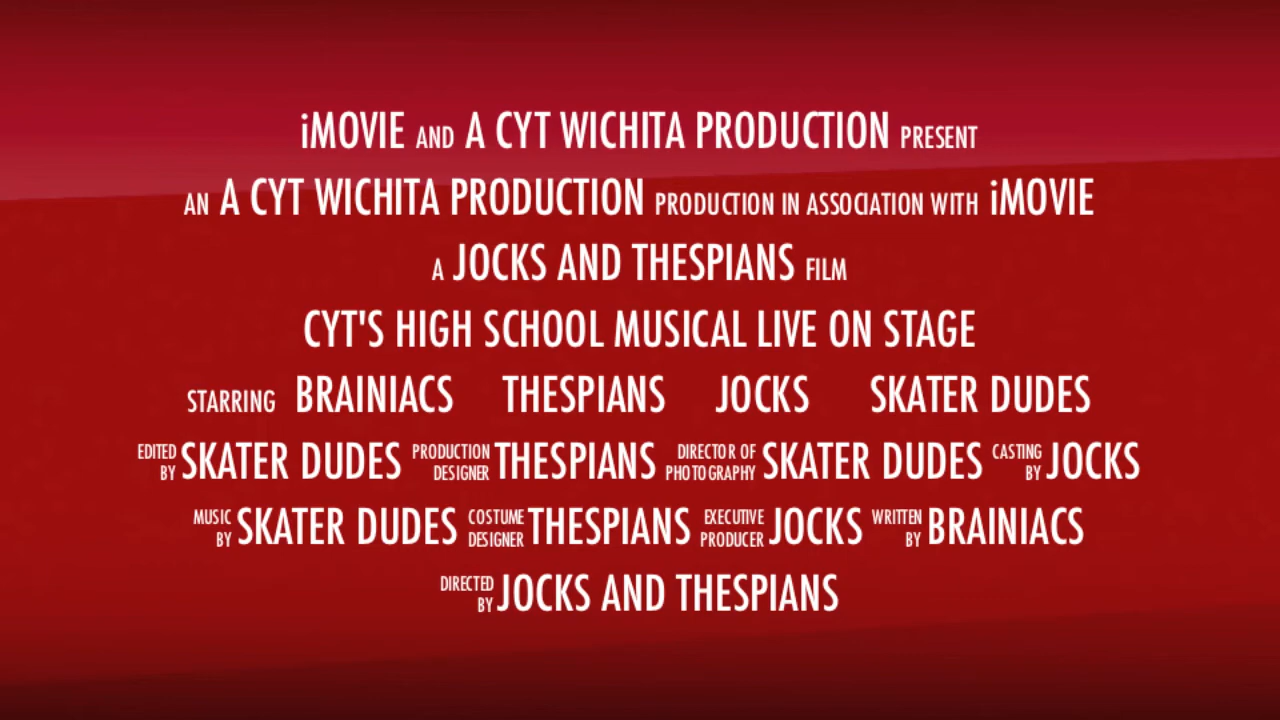 iMOVIE AND A CYT WICHITA PRODUCTION PRESENT
AN A CYT WICHITA PRODUCTION PRODUCTION IN ASSOCIATION WITH iMOVIE
A JOCKS AND THESPIANS FILM
CYT'S HIGH SCHOOL MUSICAL LIVE ON STAGE
STARRING BRAINIACS THESPIANS JOCKS SKATER DUDES
EDITED BY SKATER DUDES PRODUCTION DESIGNER THESPIANS DIRECTOR OF PHOTOGRAPHY SKATER DUDES CASTING BY JOCKS
MUSIC BY SKATER DUDES COSTUME DESIGNER THESPIANS EXECUTIVE PRODUCER JOCKS WRITTEN BY BRAINIACS
DIRECTED BY JOCKS AND THESPIANS